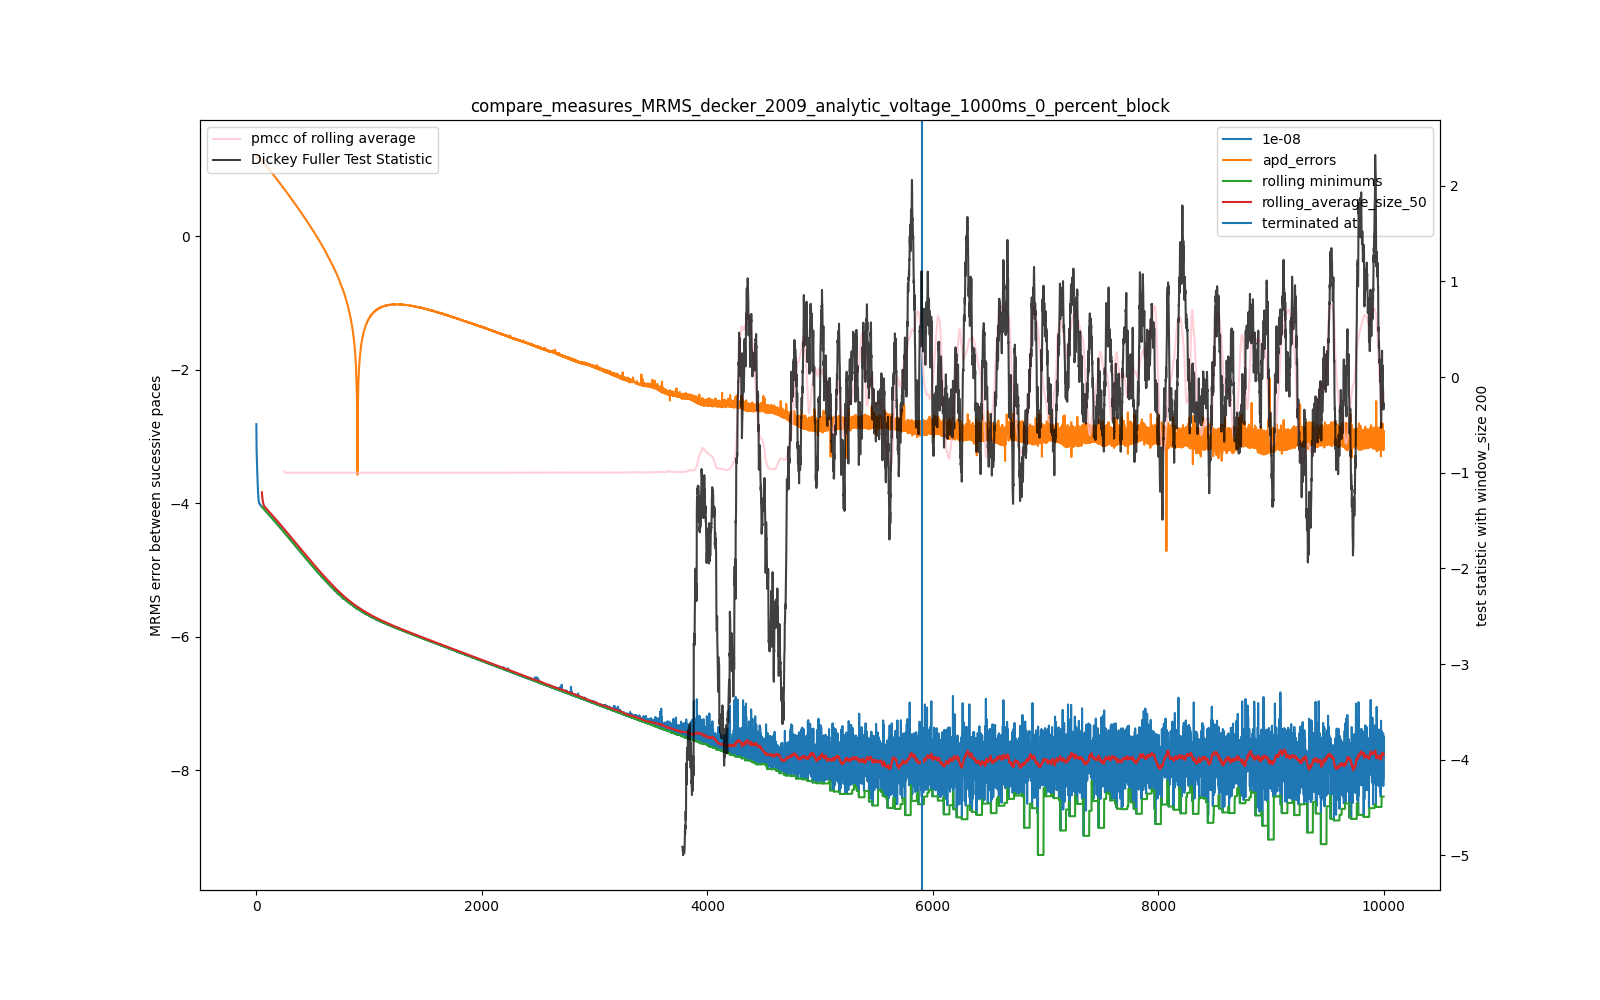 compare_measures_MRMS_decker_2009_analytic_voltage_1000ms_0_percent_block
pmcc of rolling average
Dickey Fuller Test Statistic
1e-08
apd_errors
rolling minimums
rolling_average_size_50
terminated at
MRMS error between sucessive paces
0
−2
−4
−6
−8
2
1
0
−1
−2
−3
−4
−5
test statistic with window_size 200
0
2000
4000
6000
8000
10000